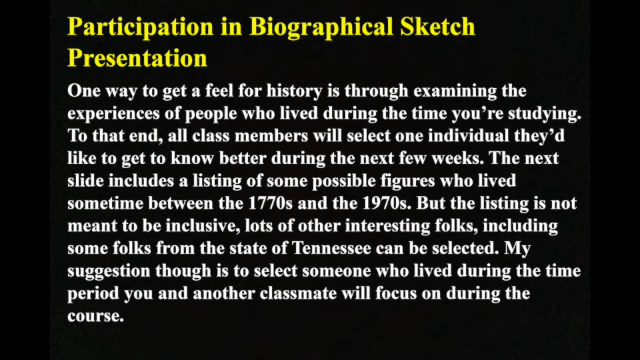 Participation in Biographical Sketch
Presentation
One way to get a feel for history is through examining the
experiences of people who lived during the time you’re studying.
To that end, all class members will select one individual they’d
like to get to know better during the next few weeks. The next
slide includes a listing of some possible figures who lived
sometime between the 1770s and the 1970s. But the listing is not
meant to be inclusive, lots of other interesting folks, including
some folks from the state of Tennessee can be selected. My
suggestion though is to select someone who lived during the time
period you and another classmate will focus on during the
course.